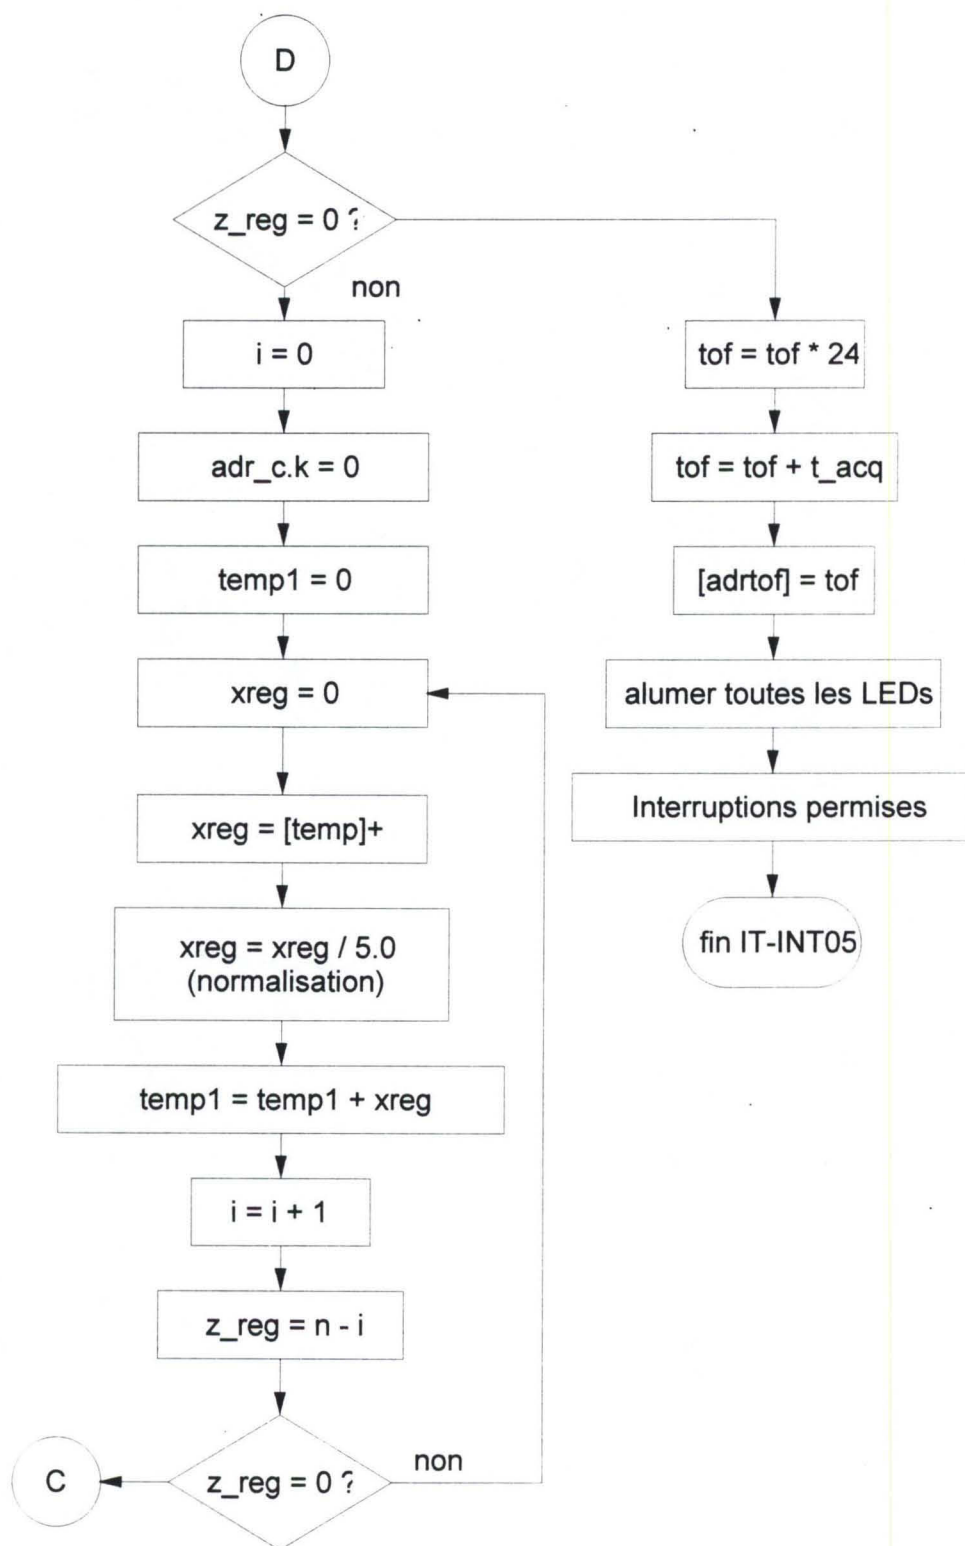 D
z_reg = 0 ?
non
i = 0
adr_c.k = 0
temp1 = 0
xreg = 0
xreg = [temp]+
xreg = xreg / 5.0
(normalisation)
temp1 = temp1 + xreg
i = i + 1
z_reg = n - i
z_reg = 0 ?
non
C
tof = tof * 24
tof = tof + t_acq
[adrtof] = tof
alumer toutes les LEDs
Interruptions permises
fin IT-INT05